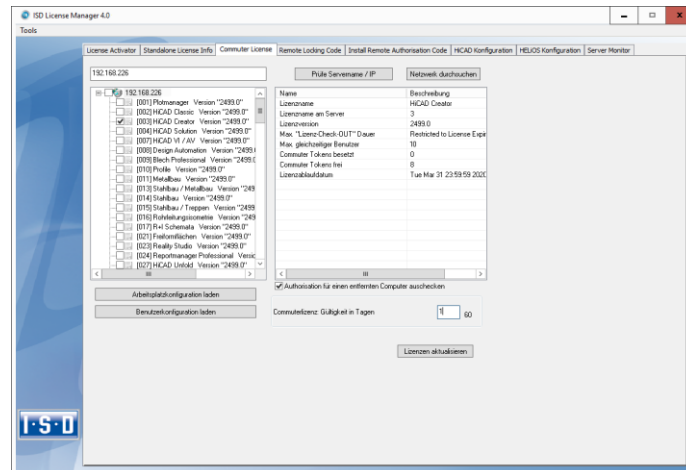 ISD License Manager 4.0
Tools
License Activator
Standalone License Info
Commuter License
Remote Locking Code
Install Remote Authorisation Code
HiCAD Konfiguration
HELiOS Konfiguration
Server Monitor
192.168.226
Prüfe Servername / IP
Netzwerk durchsuchen
192.168.226
[001] Plotmanager Version "2499.0"
[002] HiCAD Classic Version "2499.0"
[003] HiCAD Creator Version "2499.0"
[004] HiCAD Solution Version "2499.0"
[007] HiCAD VI / AV Version "2499.0"
[008] Design Automation Version "2499.
[009] Blech Professional Version "2499.0
[010] Profile Version "2499.0"
[011] Metallbau Version "2499.0"
[013] Stahlbau / Metallbau Version "249
[014] Stahlbau Version "2499.0"
[015] Stahlbau / Treppen Version "2499
[016] Rohrleitungsisometrie Version "249
[017] R+I Schemata Version "2499.0"
[021] Freiformflächen Version "2499.0"
[023] Reality Studio Version "2499.0"
[024] Reportmanager Professional Versic
[027] HiCAD Unfold Version "2499.0"
Name Beschreibung
Lizenzname HiCAD Creator
Lizenzname am Server 3
Lizenzversion 2499.0
Max. "Lizenz-Check-OUT" Dauer Restricted to License Expir
Max. gleichzeitiger Benutzer 10
Commuter Tokens besetzt 0
Commuter Tokens frei 8
Lizenzablaufdatum Tue Mar 31 23:59:59 2020
Authorisation für einen entfernten Computer auschecken
Arbeitsplatzkonfiguration laden
Benutzerkonfiguration laden
Commuterlizenz: Gültigkeit in Tagen
1
60
Lizenzen aktualisieren
I·S·D